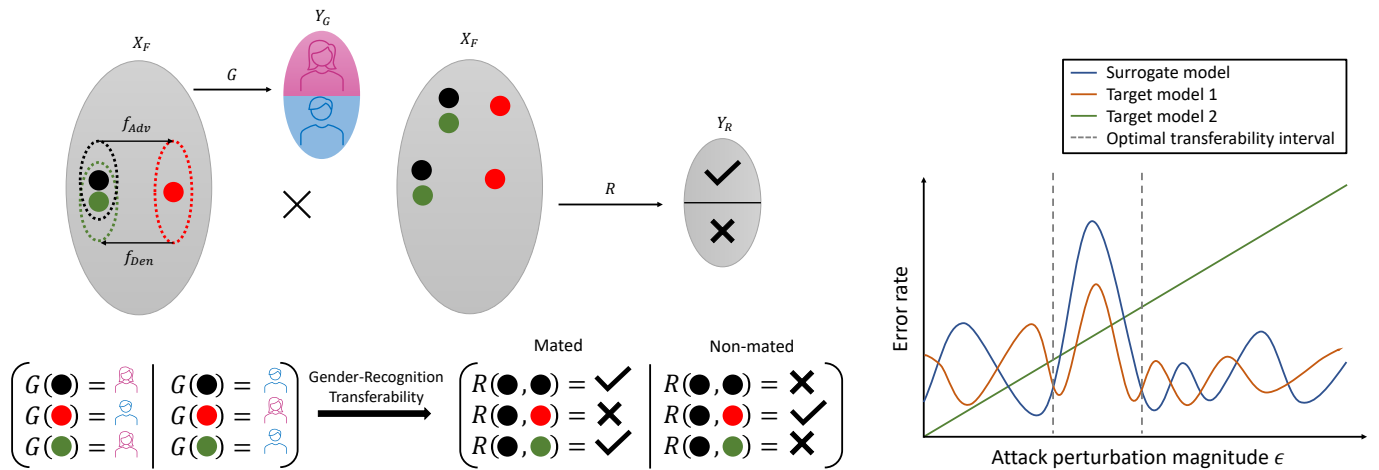 X_F
Y_G
X_F
G
f_Adv
f_Den
Y_R
R
Surrogate model
Target model 1
Target model 2
Optimal transferability interval
Error rate
Attack perturbation magnitude ϵ
Mated
Non-mated
Gender-Recognition
Transferability
G( ) = G( ) =
G( ) = G( ) =
G( ) = G( ) =
R( , ) = R( , ) =
R( , ) = R( , ) =
R( , ) = R( , ) =